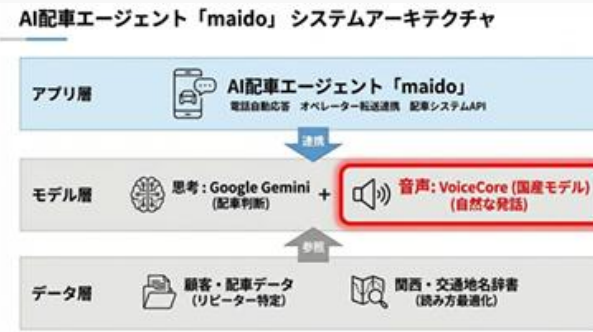 AI配車エージェント「maido」 システムアーキテクチャ
アプリ層
AI配車エージェント「maido」
電話自動応答 オペレーター転送連携 配車システムAPI
連携
モデル層
思考 : Google Gemini
(配車判断)
+
音声: VoiceCore (国産モデル)
(自然な発話)
参照
データ層
顧客・配車データ
(リピーター特定)
関西・交通地名辞書
(読み方最適化)